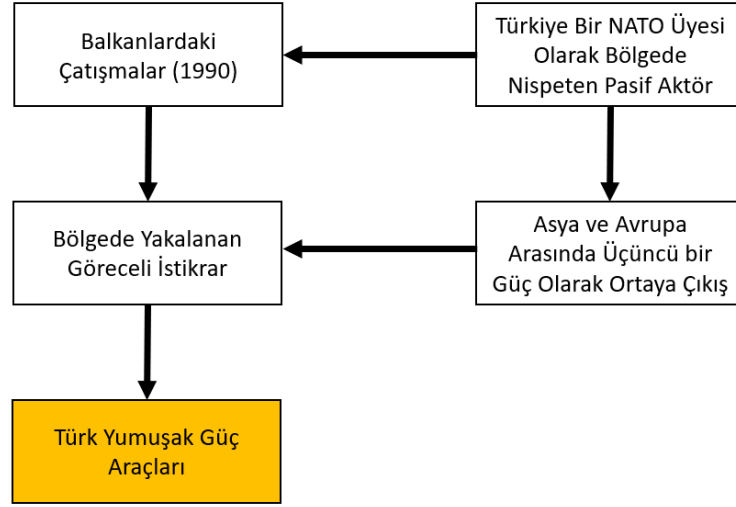 Balkanlardaki
Çatışmalar (1990)
Türkiye Bir NATO Üyesi
Olarak Bölgede
Nispeten Pasif Aktör
Bölgede Yakalanan
Göreceli İstikrar
Asya ve Avrupa
Arasında Üçüncü bir
Güç Olarak Ortaya Çıkış
Türk Yumuşak Güç
Araçları